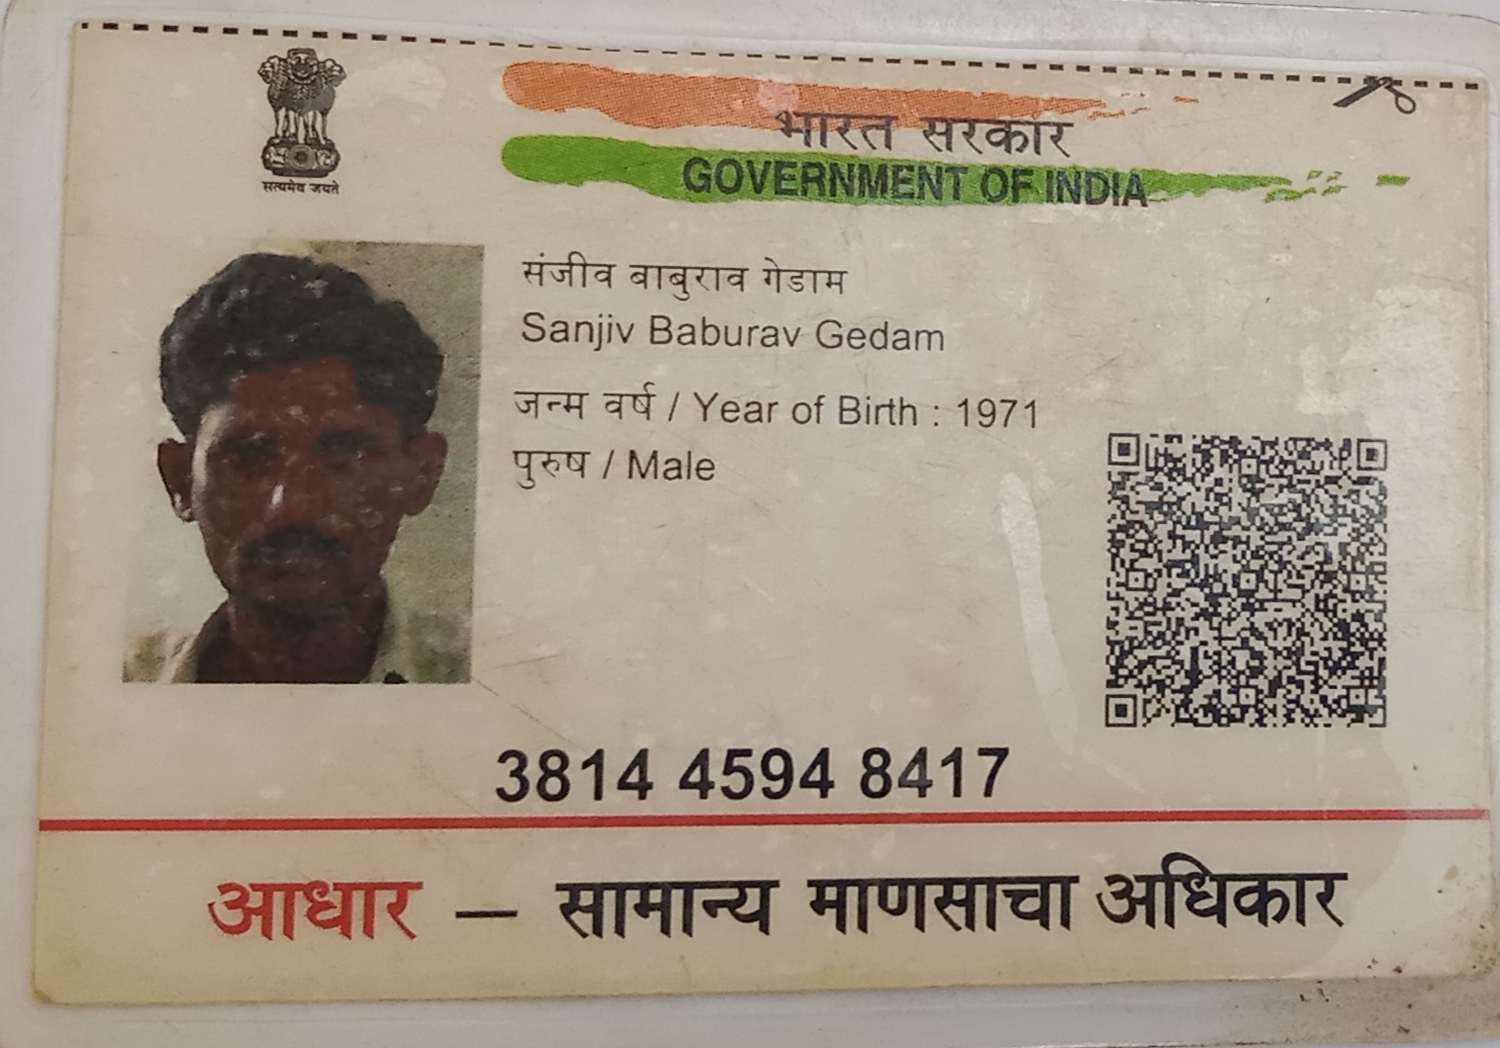 सत्यमेव जयते
भारत सरकार
GOVERNMENT OF INDIA
संजीव बाबुराव गेडाम
Sanjiv Baburav Gedam
जन्म वर्ष / Year of Birth : 1971
पुरुष / Male
3814 4594 8417
आधार — सामान्य माणसाचा अधिकार